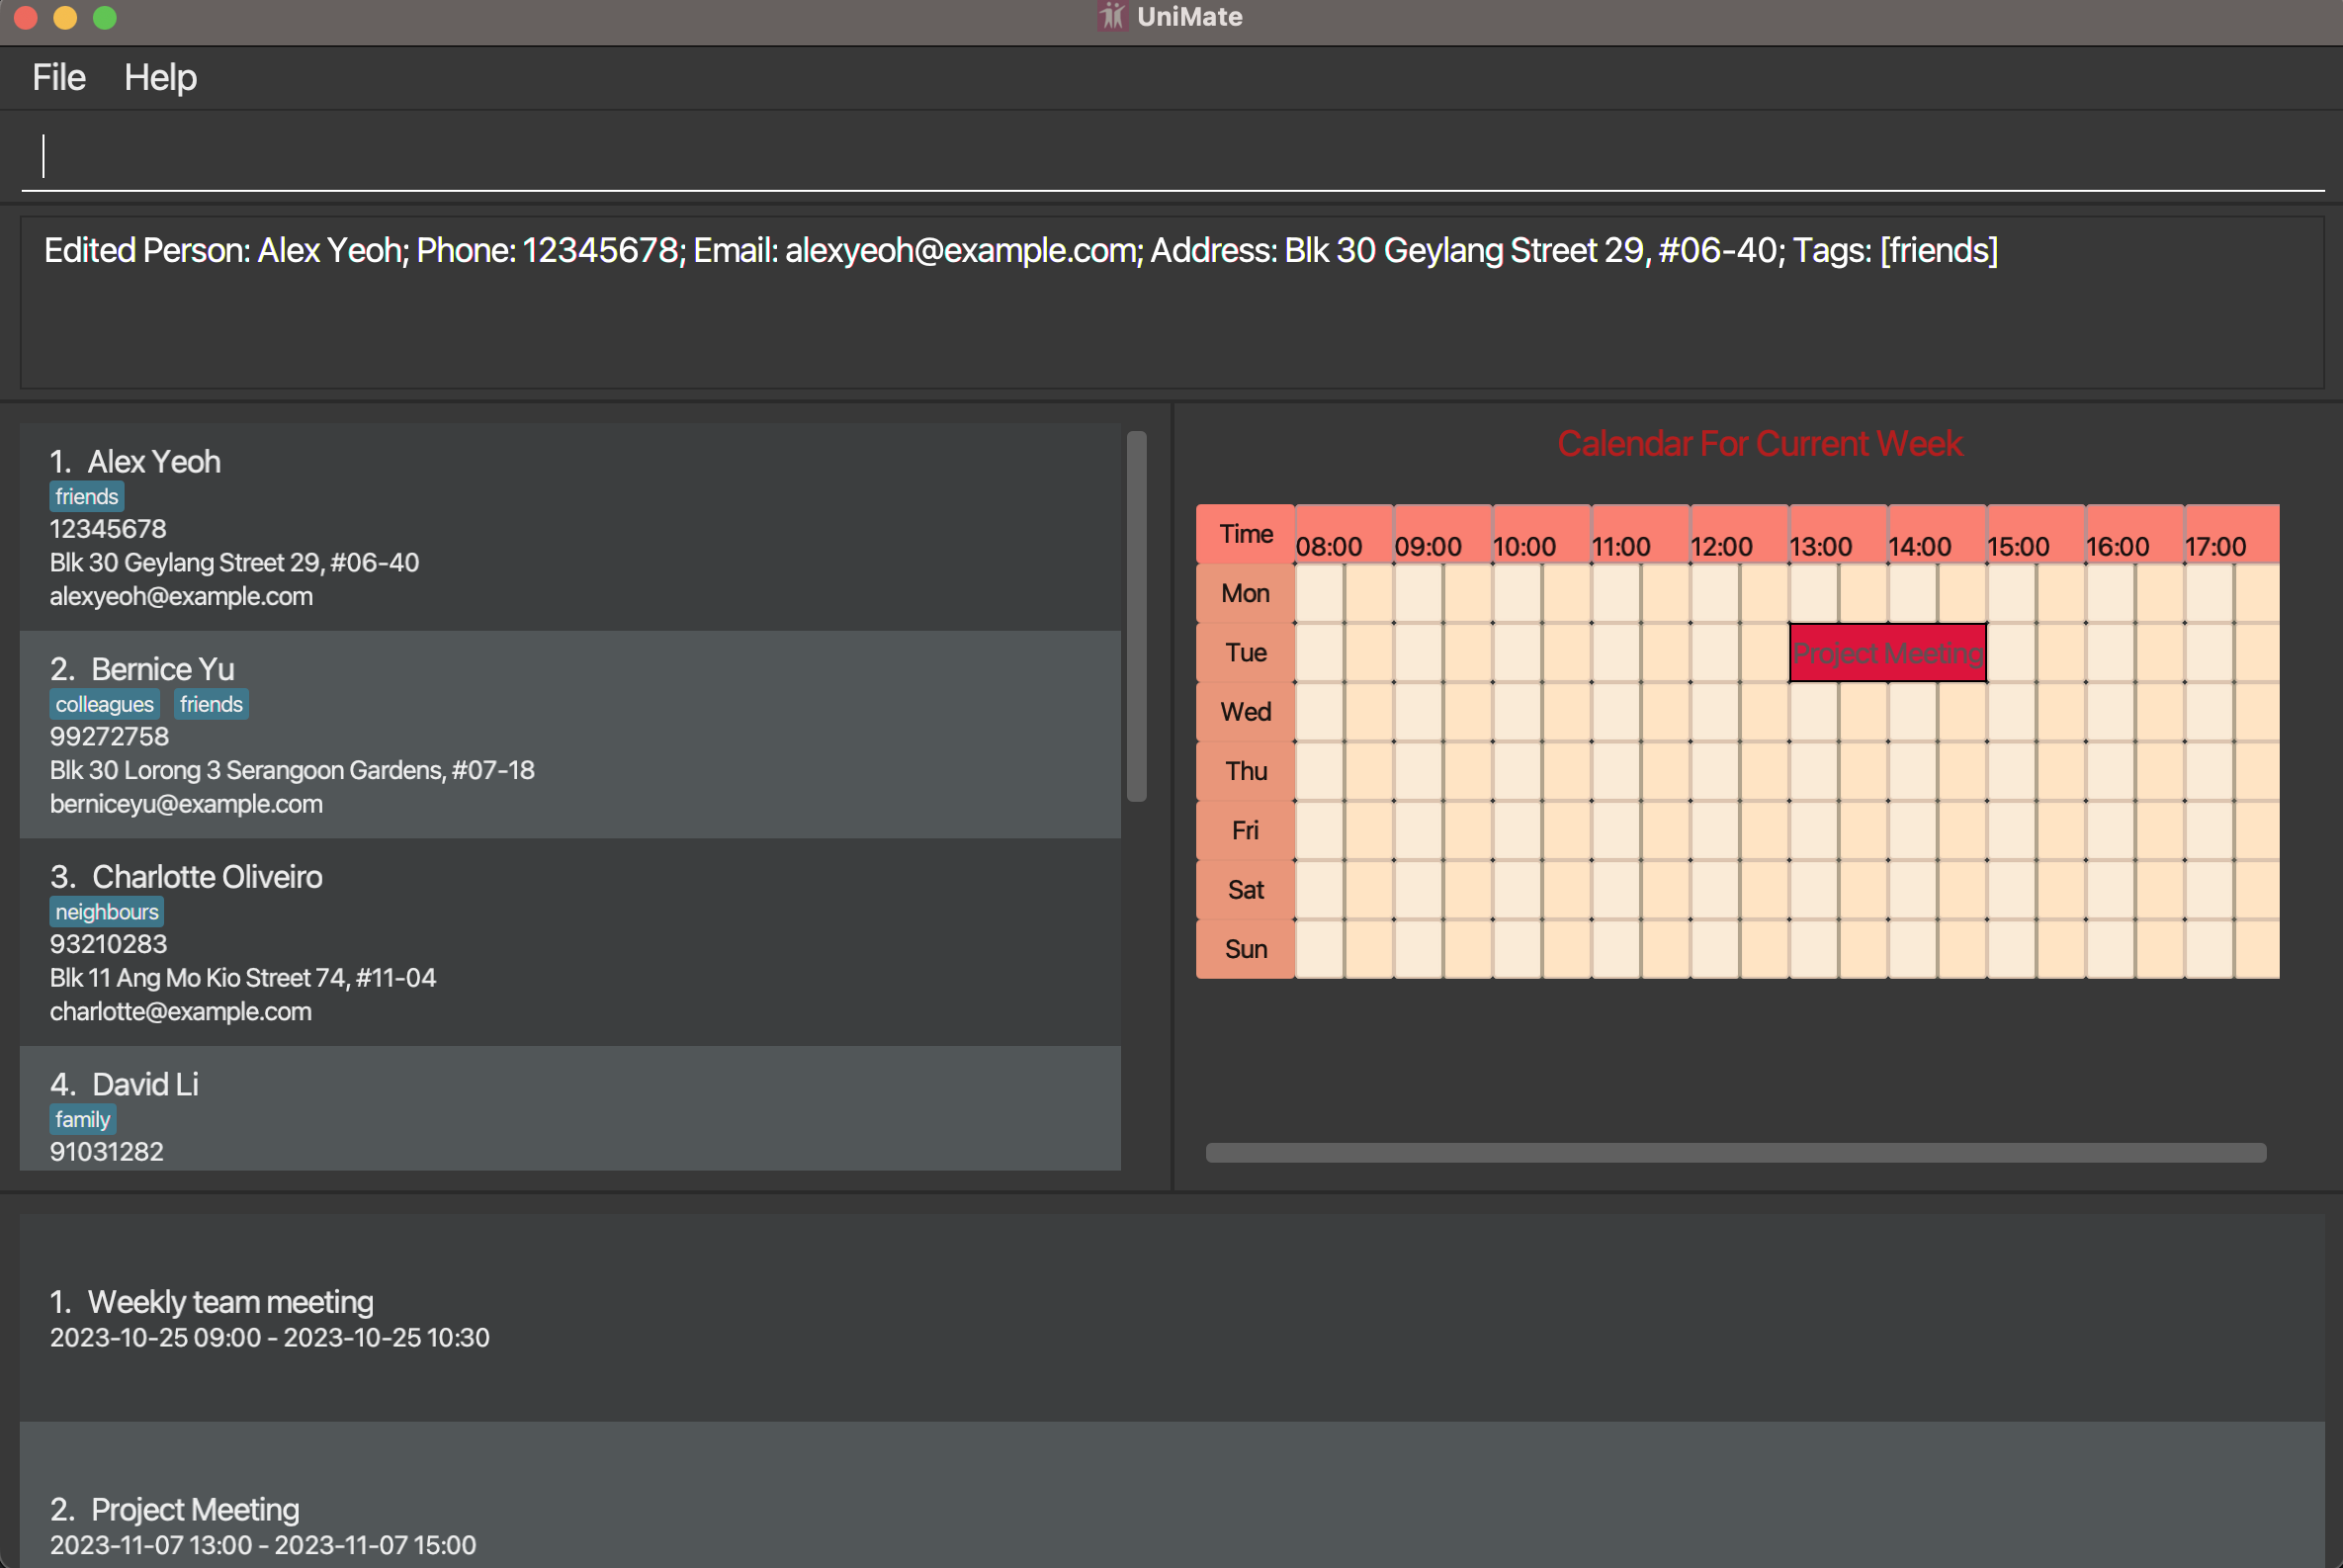 UniMate
File Help
Edited Person: Alex Yeoh; Phone: 12345678; Email: alexyeoh@example.com; Address: Blk 30 Geylang Street 29, #06-40; Tags: [friends]
1. Alex Yeoh
friends
12345678
Blk 30 Geylang Street 29, #06-40
alexyeoh@example.com
2. Bernice Yu
colleagues friends
99272758
Blk 30 Lorong 3 Serangoon Gardens, #07-18
berniceyu@example.com
3. Charlotte Oliveiro
neighbours
93210283
Blk 11 Ang Mo Kio Street 74, #11-04
charlotte@example.com
4. David Li
family
91031282
Calendar For Current Week
Time 08:00 09:00 10:00 11:00 12:00 13:00 14:00 15:00 16:00 17:00
Mon
Tue Project Meeting
Wed
Thu
Fri
Sat
Sun
1. Weekly team meeting
2023-10-25 09:00 - 2023-10-25 10:30
2. Project Meeting
2023-11-07 13:00 - 2023-11-07 15:00